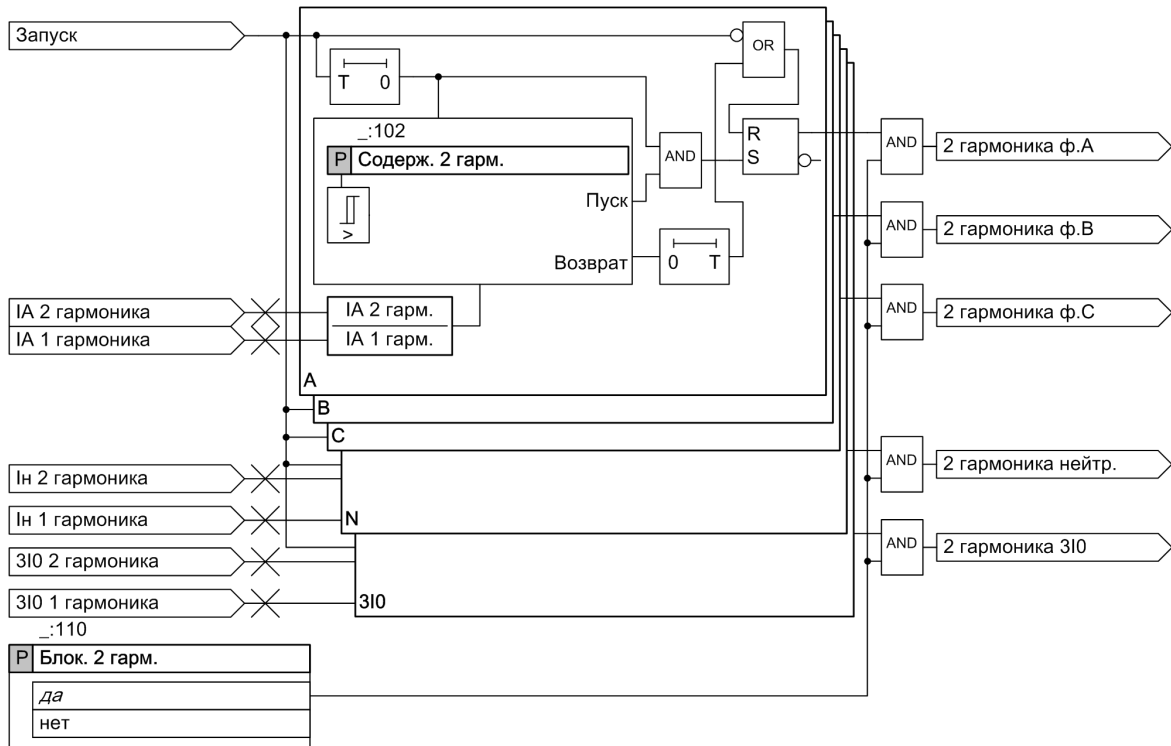 Запуск
OR
T 0
_:102
P Содерж. 2 гарм.
R
S
AND
Пуск
>
Возврат
0 T
AND
2 гармоника ф.А
AND
2 гармоника ф.В
AND
2 гармоника ф.С
IA 2 гармоника
IA 1 гармоника
IA 2 гарм.
IA 1 гарм.
A
B
C
Iн 2 гармоника
Iн 1 гармоника
N
AND
2 гармоника нейтр.
3I0 2 гармоника
3I0 1 гармоника
3I0
AND
2 гармоника 3I0
_:110
P Блок. 2 гарм.
да
нет